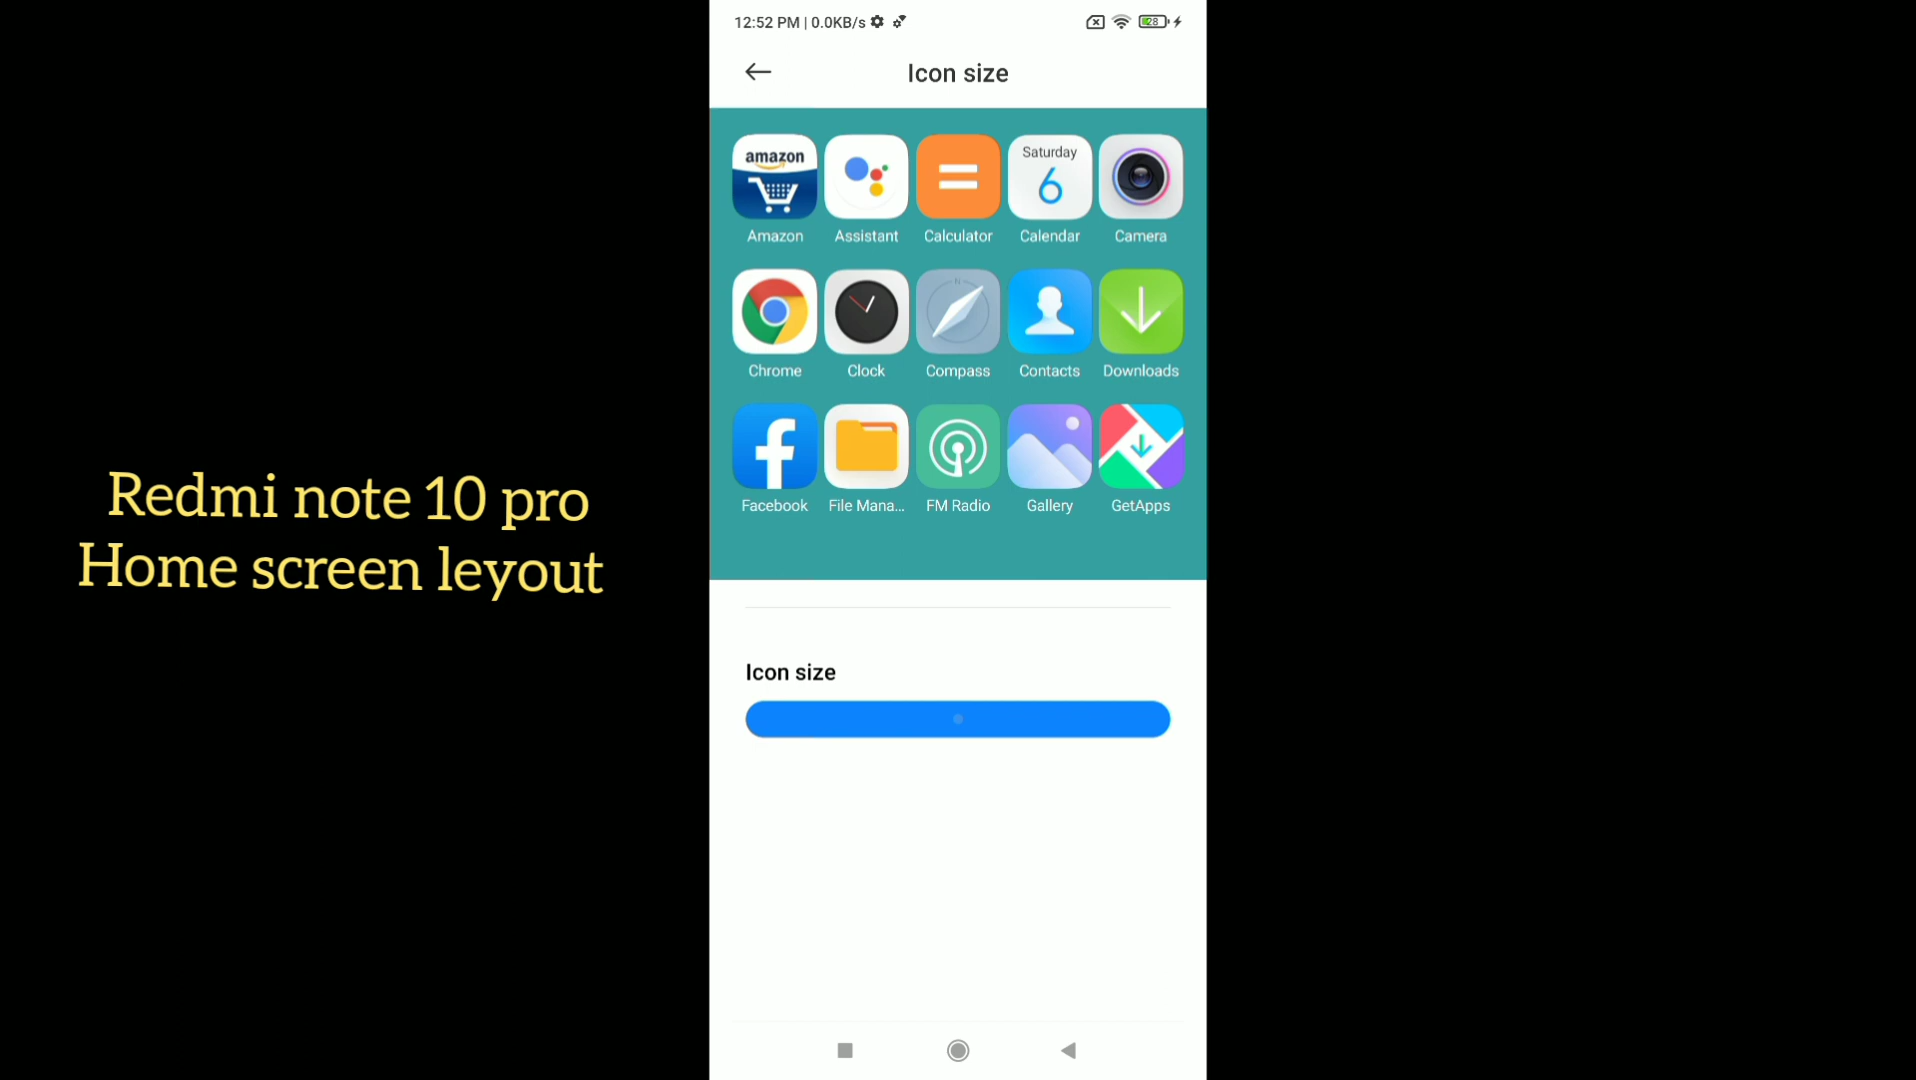 12:52 PM | 0.0KB/s
28
Icon size
amazon
Saturday
6
Amazon
Assistant
Calculator
Calendar
Camera
N
Chrome
Clock
Compass
Contacts
Downloads
Facebook
File Mana...
FM Radio
Gallery
GetApps
Redmi note 10 pro
Home screen leyout
Icon size